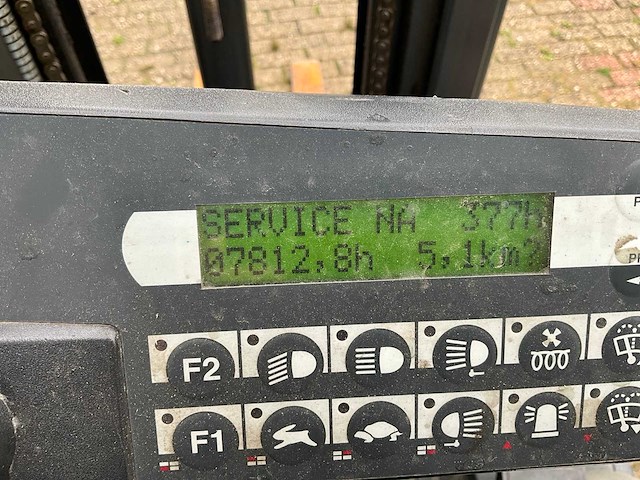 SERVICE NA 377H
07812,8h 5,1km
F2
F1